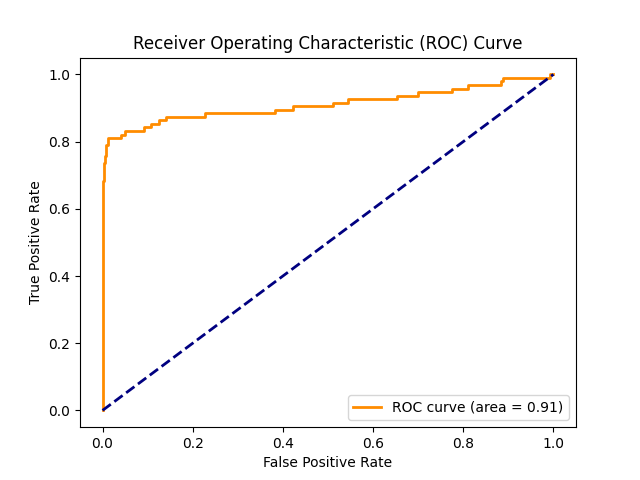 Receiver Operating Characteristic (ROC) Curve
1.0
0.8
0.6
0.4
0.2
0.0
True Positive Rate
ROC curve (area = 0.91)
0.0 0.2 0.4 0.6 0.8 1.0
False Positive Rate